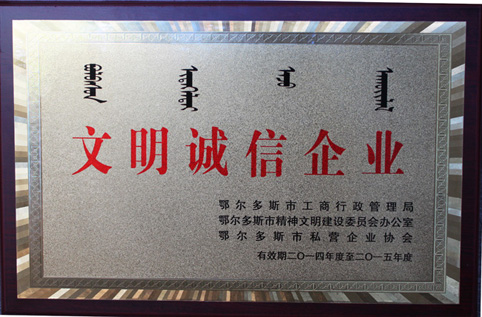 文明诚信企业
鄂尔多斯市工商行政管理局
鄂尔多斯市精神文明建设委员会办公室
鄂尔多斯市私营企业协会
有效期二〇一四年度至二〇一五年度